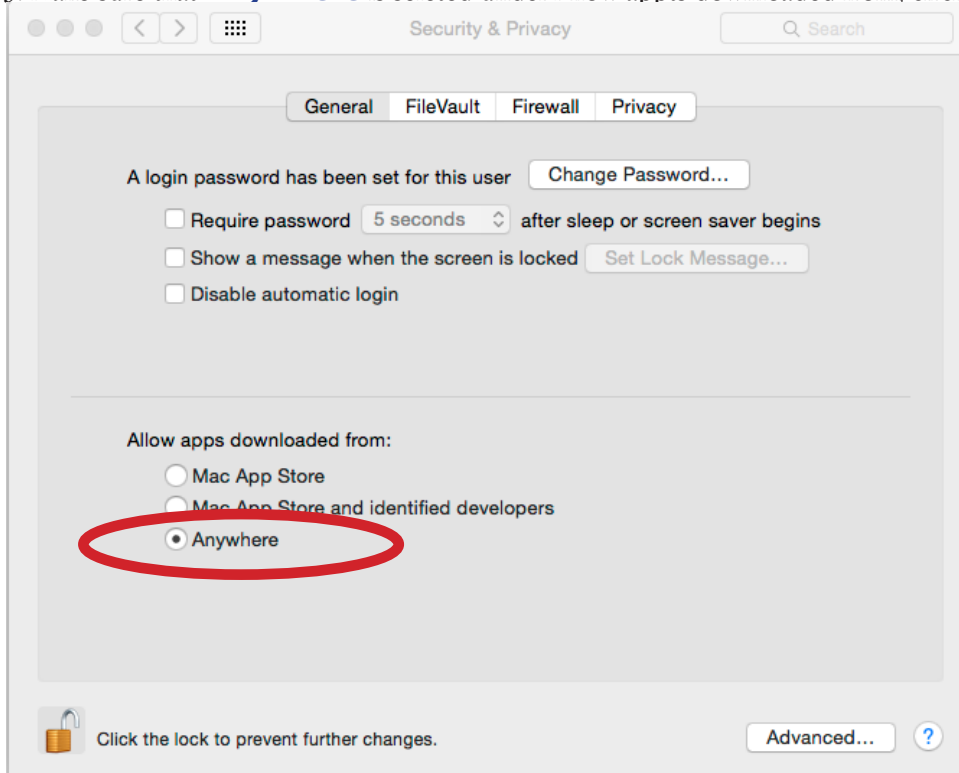 Security & Privacy
Search
General FileVault Firewall Privacy
A login password has been set for this user Change Password...
Require password 5 seconds after sleep or screen saver begins
Show a message when the screen is locked Set Lock Message...
Disable automatic login
Allow apps downloaded from:
Mac App Store
Mac App Store and identified developers
Anywhere
Click the lock to prevent further changes. Advanced... ?